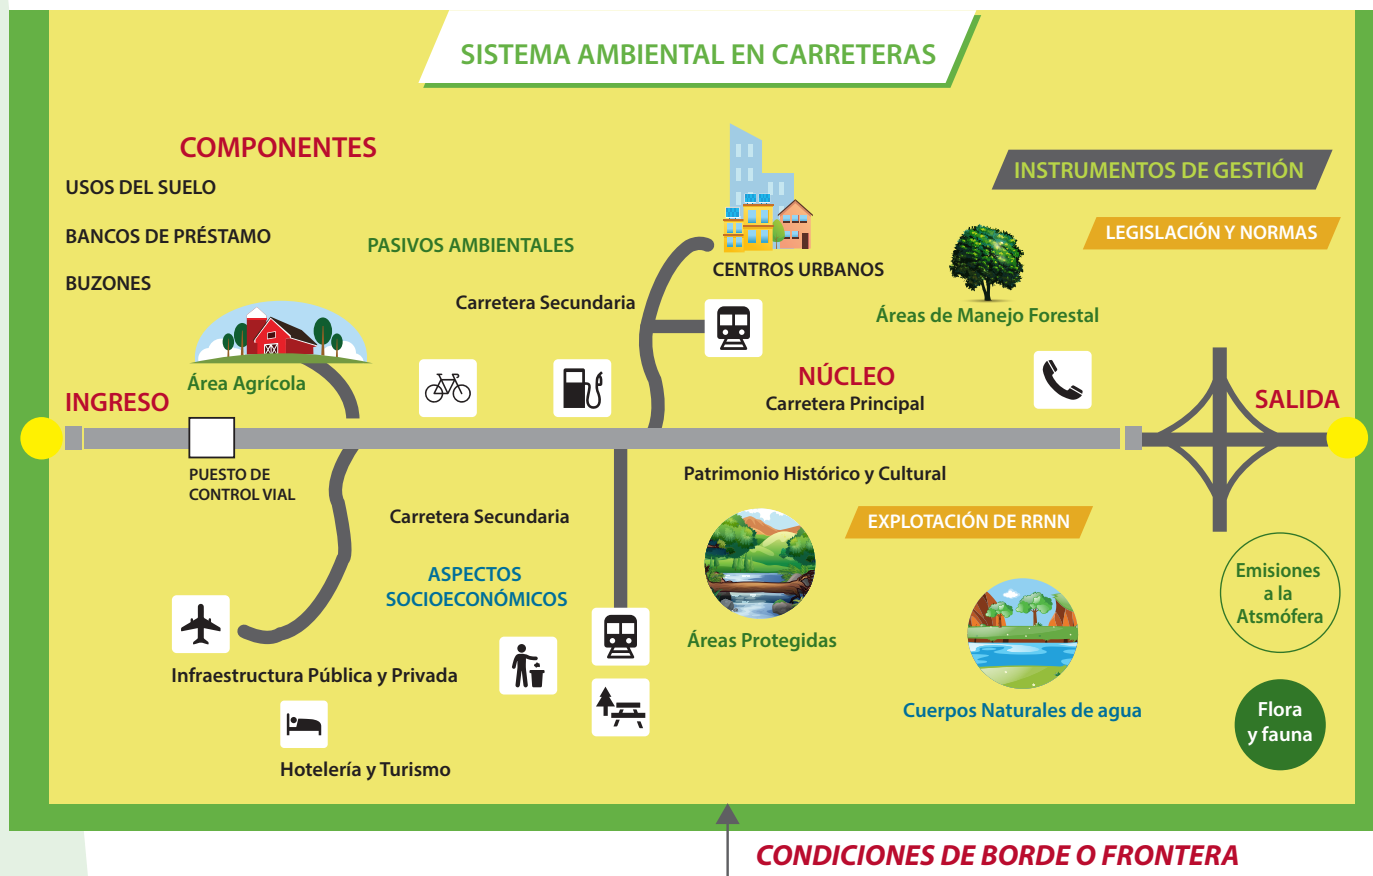 SISTEMA AMBIENTAL EN CARRETERAS
COMPONENTES
USOS DEL SUELO
BANCOS DE PRÉSTAMO
BUZONES
PASIVOS AMBIENTALES
Carretera Secundaria
CENTROS URBANOS
INSTRUMENTOS DE GESTIÓN
LEGISLACIÓN Y NORMAS
Áreas de Manejo Forestal
Área Agrícola
INGRESO
NÚCLEO
Carretera Principal
SALIDA
PUESTO DE
CONTROL VIAL
Patrimonio Histórico y Cultural
Carretera Secundaria
EXPLOTACIÓN DE RRNN
ASPECTOS
SOCIOECONÓMICOS
Emisiones
a la
Atsmófera
Áreas Protegidas
Infraestructura Pública y Privada
Cuerpos Naturales de agua
Flora
y fauna
Hotelería y Turismo
CONDICIONES DE BORDE O FRONTERA